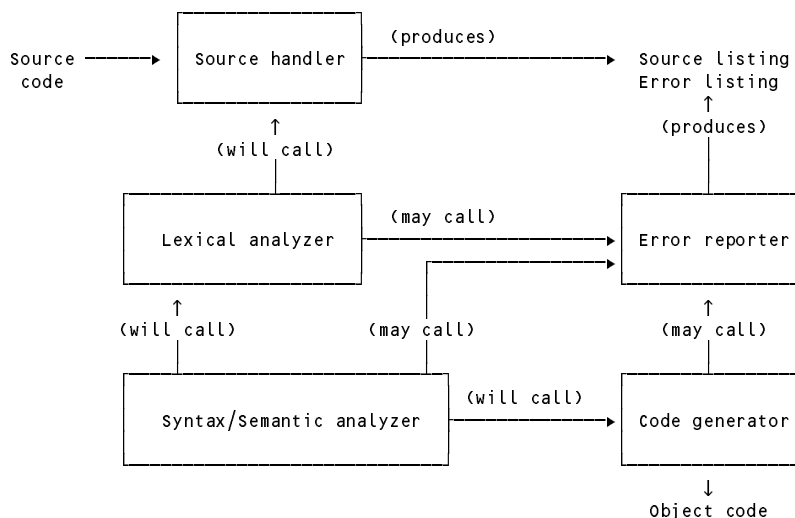 (produces)
Source
code
Source handler
Source listing
Error listing
(produces)
(will call)
(may call)
Lexical analyzer
Error reporter
(will call)
(may call)
(may call)
(will call)
Syntax/Semantic analyzer
Code generator
Object code